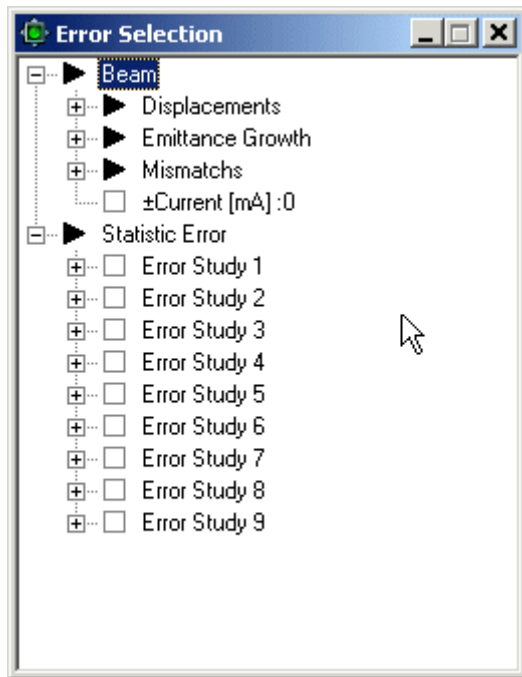 Error Selection
Beam
Displacements
Emittance Growth
Mismatchs
±Current [mA] :0
Statistic Error
Error Study 1
Error Study 2
Error Study 3
Error Study 4
Error Study 5
Error Study 6
Error Study 7
Error Study 8
Error Study 9